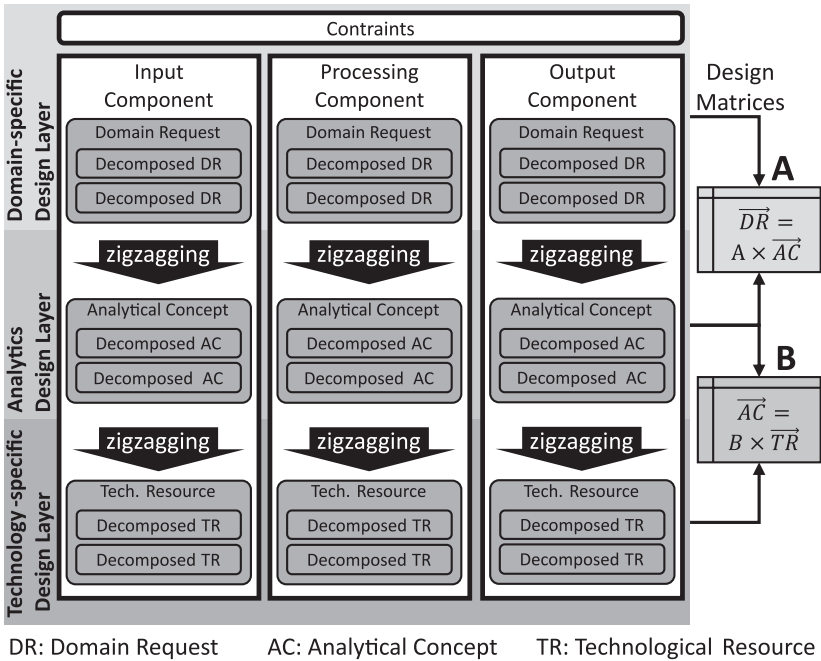 Contraints
Domain-specific
Design Layer
Analytics
Design Layer
Technology-specific
Design Layer
Input
Component
Domain Request
Decomposed DR
Decomposed DR
zigzagging
Analytical Concept
Decomposed AC
Decomposed AC
zigzagging
Tech. Resource
Decomposed TR
Decomposed TR
Processing
Component
Domain Request
Decomposed DR
Decomposed DR
zigzagging
Analytical Concept
Decomposed AC
Decomposed AC
zigzagging
Tech. Resource
Decomposed TR
Decomposed TR
Output
Component
Domain Request
Decomposed DR
Decomposed DR
zigzagging
Analytical Concept
Decomposed AC
Decomposed AC
zigzagging
Tech. Resource
Decomposed TR
Decomposed TR
Design
Matrices
A
$\overrightarrow{DR}$ =
A × $\overrightarrow{AC}$
B
$\overrightarrow{AC}$ =
B × $\overrightarrow{TR}$
DR: Domain Request AC: Analytical Concept TR: Technological Resource